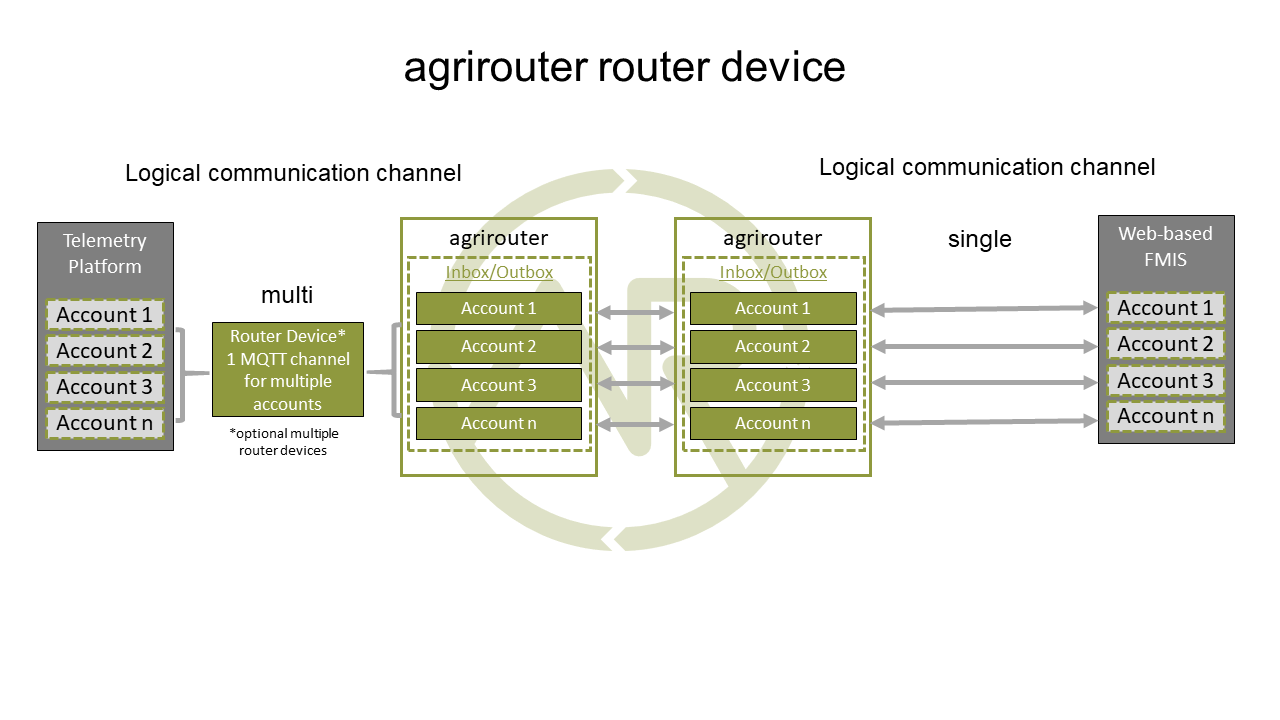 agrirouter router device
Logical communication channel
Logical communication channel
Telemetry
Platform
Account 1
Account 2
Account 3
Account n
multi
Router Device*
1 MQTT channel
for multiple
accounts
*optional multiple
router devices
agrirouter
Inbox/Outbox
Account 1
Account 2
Account 3
Account n
agrirouter
Inbox/Outbox
Account 1
Account 2
Account 3
Account n
single
Web-based
FMIS
Account 1
Account 2
Account 3
Account n